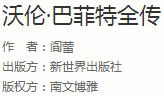 沃伦·巴菲特全传
作　者：阎蕾
出版方：新世界出版社
版权方：南文博雅